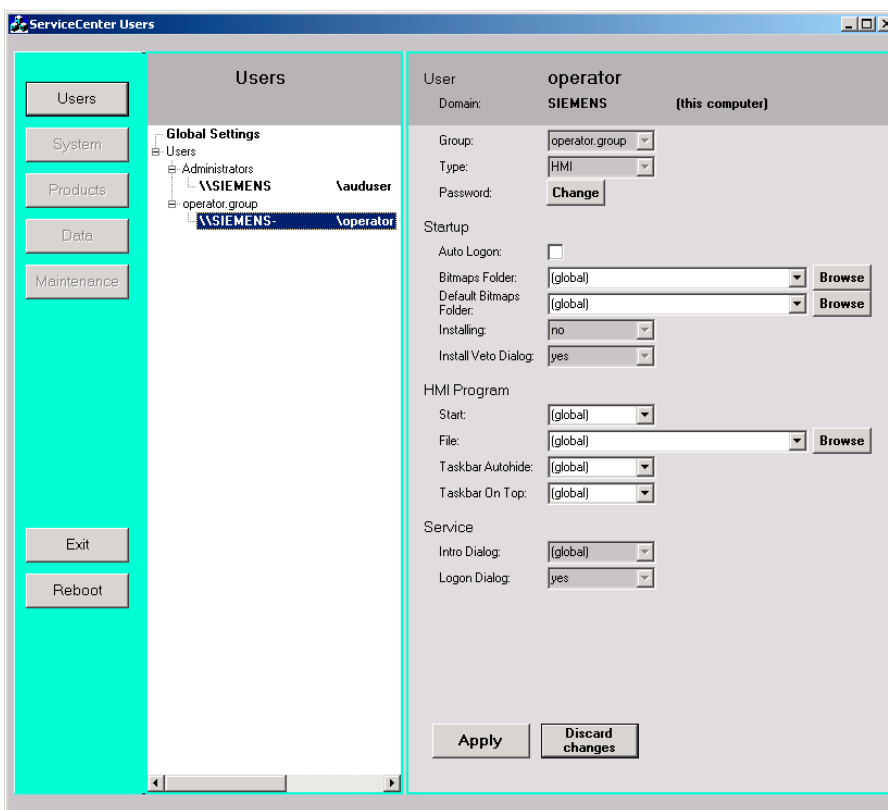 ServiceCenter Users
Users
System
Products
Data
Maintenance
Exit
Reboot
Users
Global Settings
Users
Administrators
\\SIEMENS \auduser
operator.group
\\SIEMENS- \operator
User operator
Domain: SIEMENS (this computer)
Group: operator.group
Type: HMI
Password: Change
Startup
Auto Logon:
Bitmaps Folder: (global) Browse
Default Bitmaps
Folder: (global) Browse
Installing: no
Install Veto Dialog: yes
HMI Program
Start: (global)
File: (global) Browse
Taskbar Autohide: (global)
Taskbar On Top: (global)
Service
Intro Dialog: (global)
Logon Dialog: yes
Apply
Discard
changes